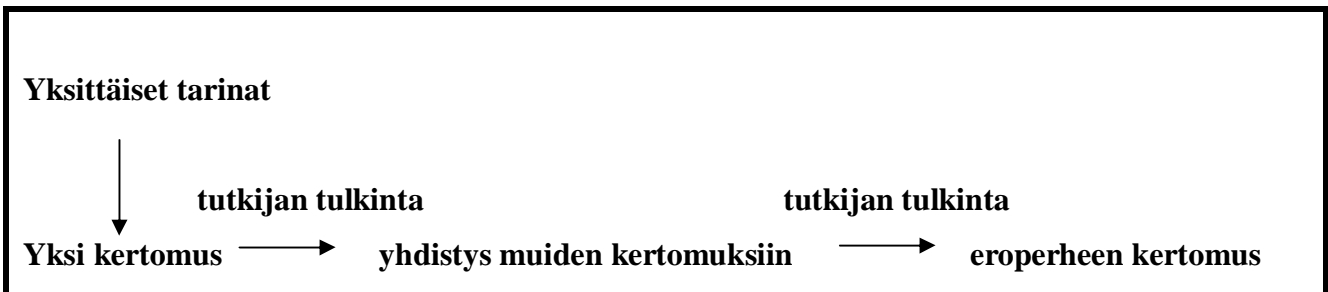 Yksittäiset tarinat
tutkijan tulkinta tutkijan tulkinta
Yksi kertomus yhdistys muiden kertomuksiin eroperheen kertomus